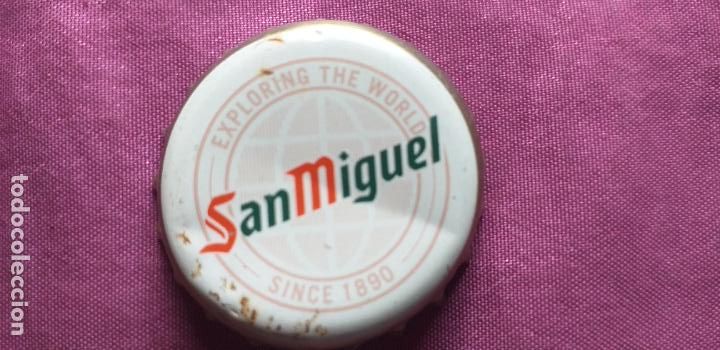 EXPLORING THE WORLD
SanMiguel
SINCE 1890
todocoleccion